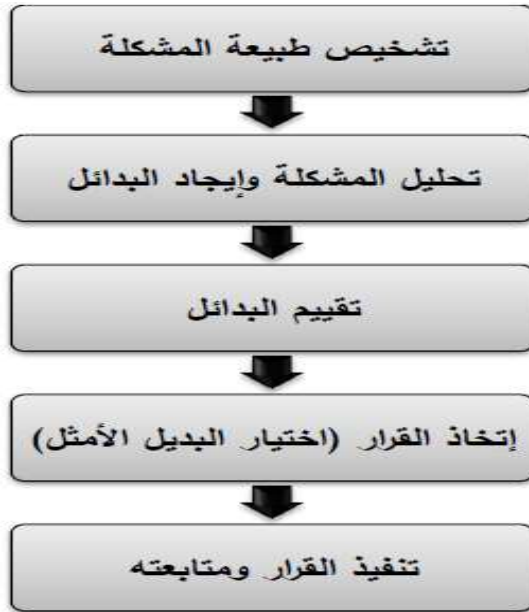 تشخيص طبيعة المشكلة
تحليل المشكلة وإيجاد البدائل
تقييم البدائل
إتخاذ القرار (اختيار البديل الأمثل)
تنفيذ القرار ومتابعته